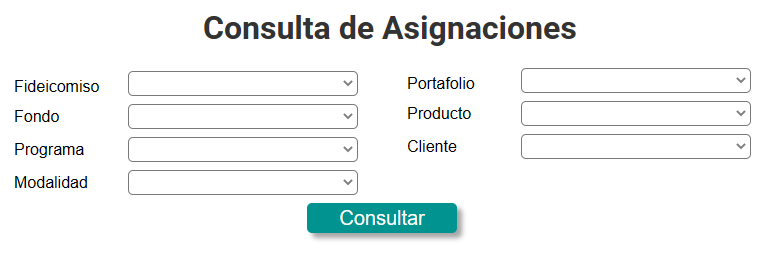 Consulta de Asignaciones
Fideicomiso
Fondo
Programa
Modalidad
Portafolio
Producto
Cliente
Consultar